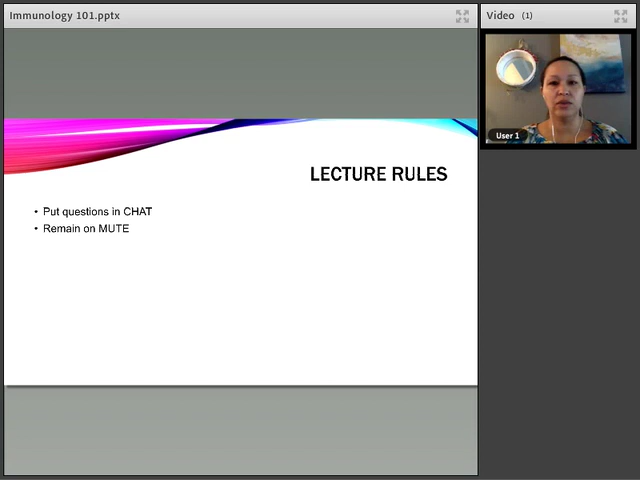 Immunology 101.pptx
Video (1)
User 1
LECTURE RULES
• Put questions in CHAT
• Remain on MUTE